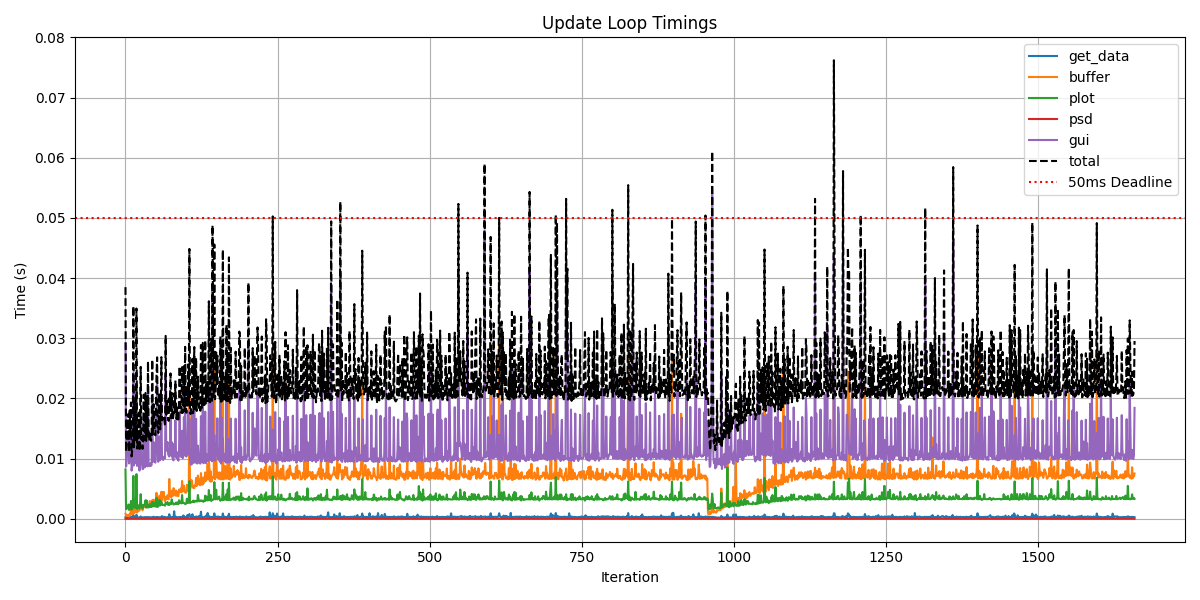 Update Loop Timings
0.08
0.07
0.06
0.05
0.04
0.03
0.02
0.01
0.00
Time (s)
get_data
buffer
plot
psd
gui
total
50ms Deadline
0 250 500 750 1000 1250 1500
Iteration